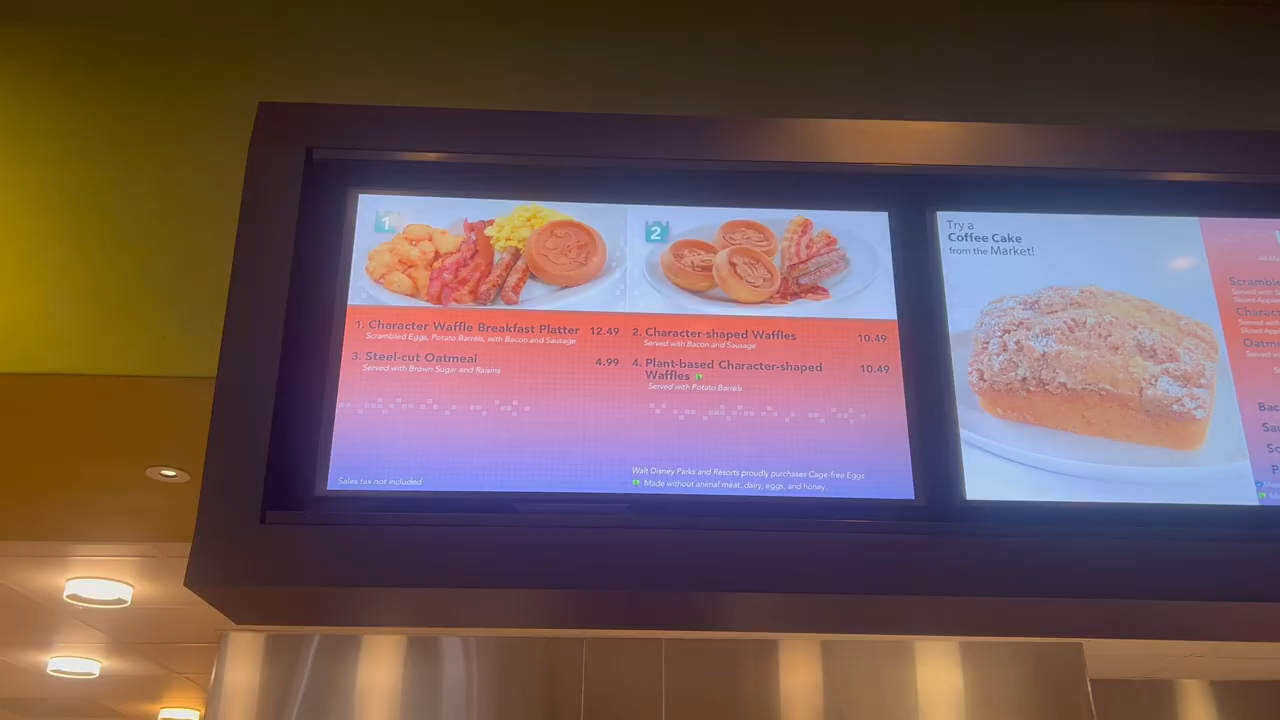 1
2
1. Character Waffle Breakfast Platter 12.49
Scrambled Eggs, Potato Barrels, with Bacon and Sausage
3. Steel-cut Oatmeal 4.99
Served with Brown Sugar and Raisins
2. Character-shaped Waffles 10.49
Served with Bacon and Sausage
4. Plant-based Character-shaped 10.49
Waffles
Served with Potato Barrels
Sales tax not included
Walt Disney Parks and Resorts proudly purchases Cage-free Eggs
Made without animal meat, dairy, eggs, and honey.
Try a
Coffee Cake
from the Market!
Served with
Served with